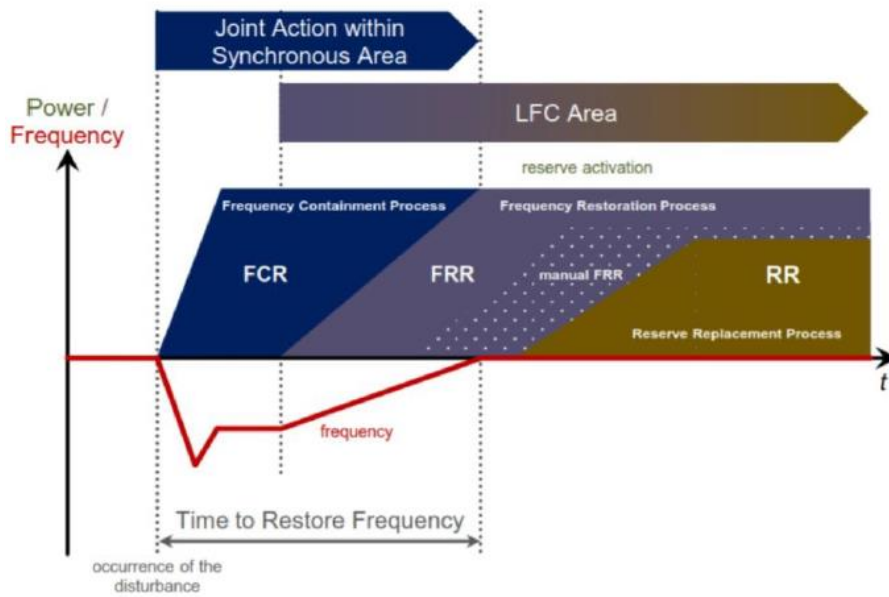 Joint Action within
Synchronous Area
LFC Area
Power /
Frequency
reserve activation
Frequency Containment Process
Frequency Restoration Process
FCR
FRR
manual FRR
RR
Reserve Replacement Process
t
frequency
Time to Restore Frequency
occurrence of the
disturbance